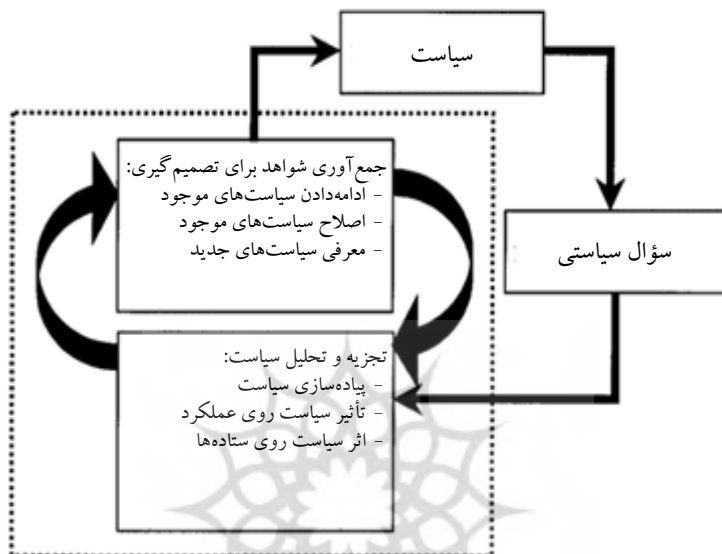 سیاست
جمع‌آوری شواهد برای تصمیم‌گیری:
- ادامه‌دادن سیاست‌های موجود
- اصلاح سیاست‌های موجود
- معرفی سیاست‌های جدید
سؤال سیاستی
تجزیه و تحلیل سیاست:
- پیاده‌سازی سیاست
- تأثیر سیاست روی عملکرد
- اثر سیاست روی ستاده‌ها